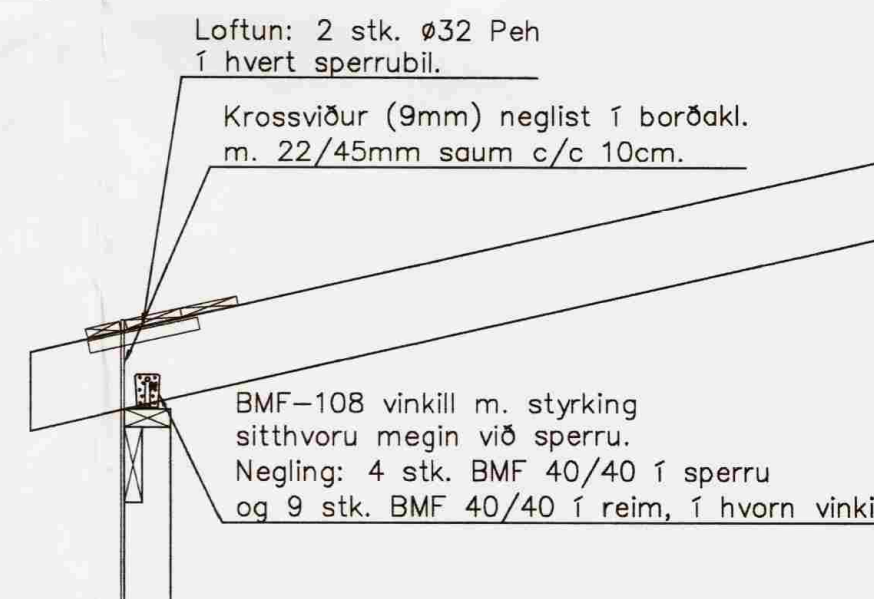 Loftun: 2 stk. ø32 Peh
í hvert sperrubil.
Krossviður (9mm) neglist í borðakl.
m. 22/45mm saum c/c 10cm.
BMF-108 vinkill m. styrking
sitthvoru megin við sperru.
Negling: 4 stk. BMF 40/40 í sperru
og 9 stk. BMF 40/40 í reim, í hvorn vinki